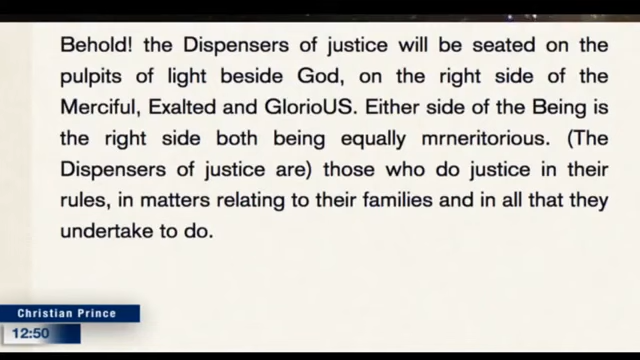 Behold! the Dispensers of justice will be seated on the
pulpits of light beside God, on the right side of the
Merciful, Exalted and GlorioUS. Either side of the Being is
the right side both being equally mrneritorious. (The
Dispensers of justice are) those who do justice in their
rules, in matters relating to their families and in all that they
undertake to do.
Christian Prince
12:50